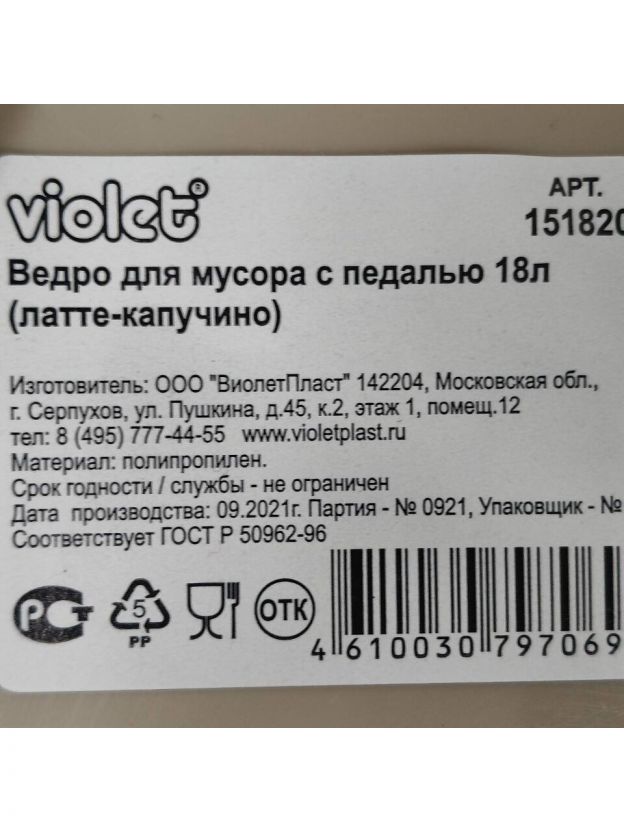 violet®
АРТ.
151820
Ведро для мусора с педалью 18л
(латте-капучино)
Изготовитель: ООО "ВиолетПласт" 142204, Московская обл.,
г. Серпухов, ул. Пушкина, д.45, к.2, этаж 1, помещ.12
тел: 8 (495) 777-44-55 www.violetplast.ru
Материал: полипропилен.
Срок годности / службы - не ограничен
Дата производства: 09.2021г. Партия - № 0921, Упаковщик - №
Соответствует ГОСТ Р 50962-96
РСТ
5
PP
ОТК
4 610030 797069